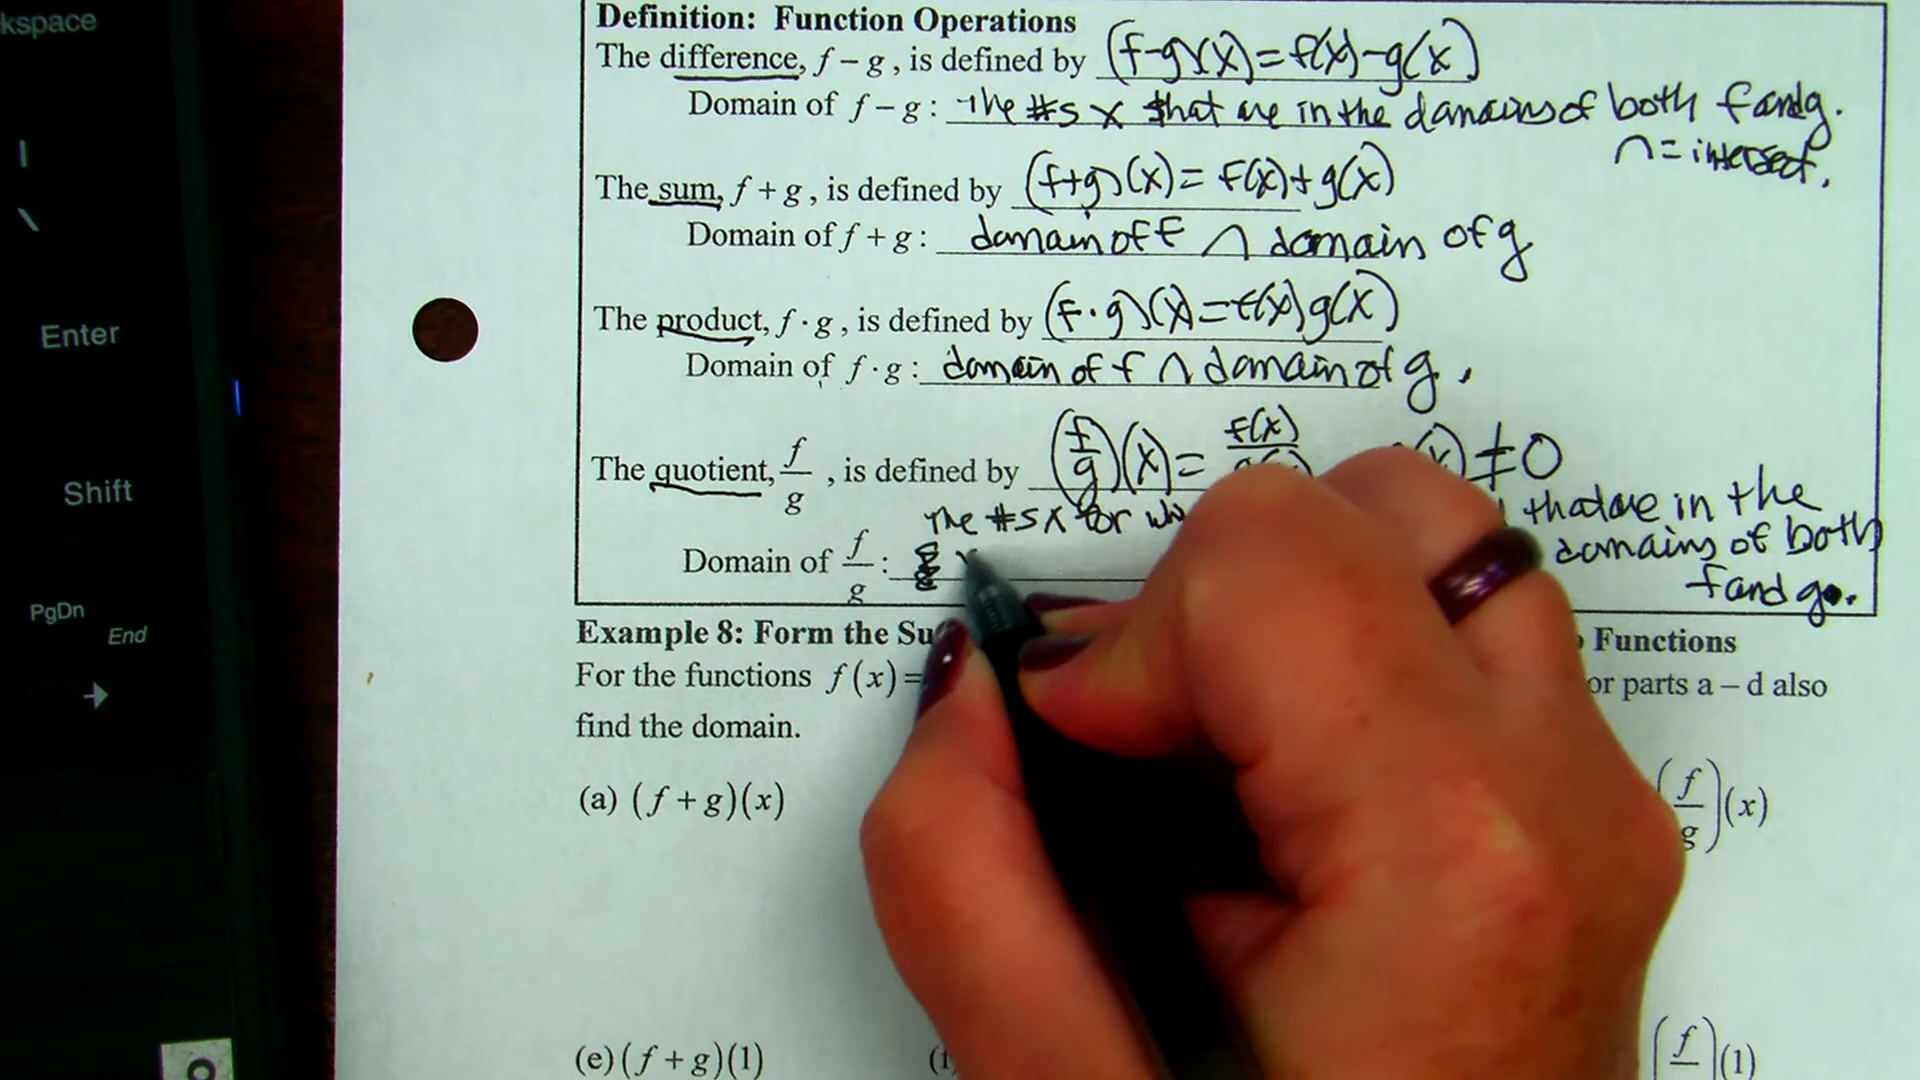 kspace
|
\
Enter
Shift
PgDn
End
Definition: Function Operations
The difference, f − g, is defined by (f-g)(x)=f(x)-g(x)
Domain of f − g: The #s x that are in the domains of both f and g.
∩ = intersect.
The sum, f + g, is defined by (f+g)(x) = f(x)+g(x)
Domain of f + g: domain of f ∩ domain of g
The product, f · g, is defined by (f·g)(x)=f(x)g(x)
Domain of f · g: domain of f ∩ domain of g.
The quotient, f/g, is defined by (f/g)(x) = f(x)/g(x) (x) ≠0
The #s x for that are in the
Domain of f/g: x domains of both
f and g.
Example 8: Form the Functions
For the functions f(x)= or parts a – d also
find the domain.
(a) (f + g)(x) (f/g)(x)
(e) (f + g)(1) (f (1)